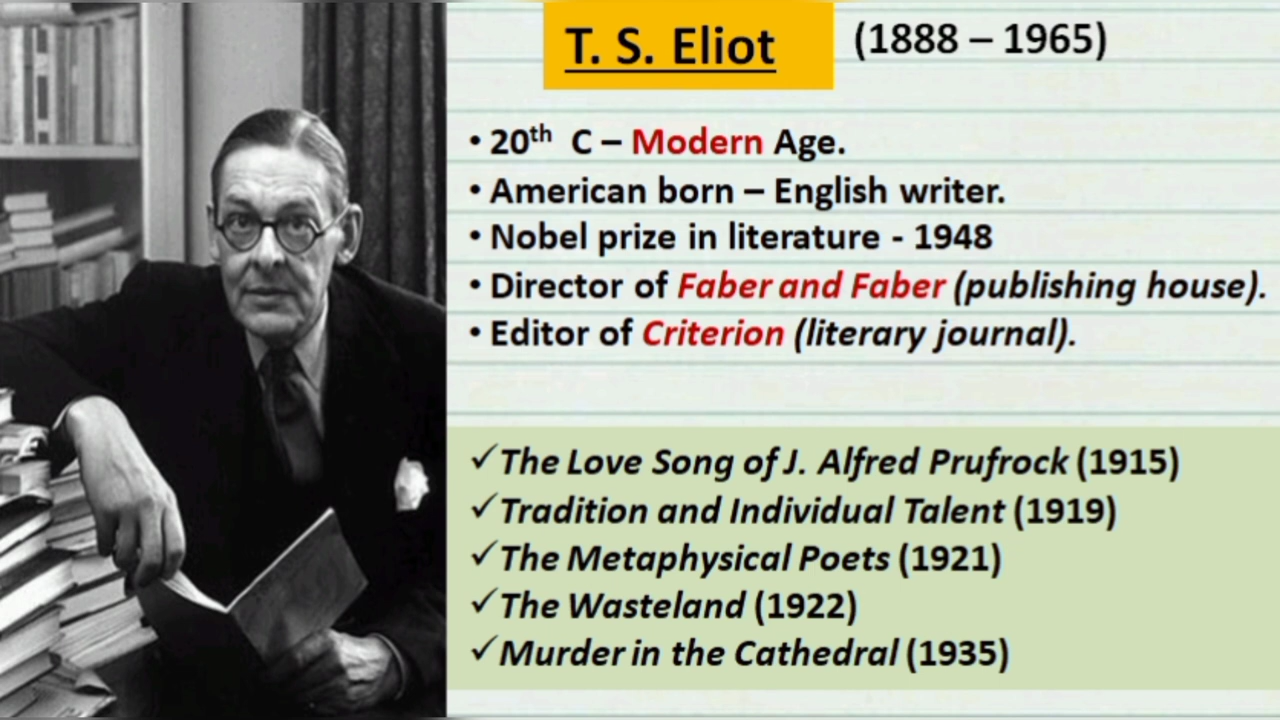 T. S. Eliot (1888 – 1965)
• 20th C – Modern Age.
• American born – English writer.
• Nobel prize in literature - 1948
• Director of Faber and Faber (publishing house).
• Editor of Criterion (literary journal).
✓The Love Song of J. Alfred Prufrock (1915)
✓Tradition and Individual Talent (1919)
✓The Metaphysical Poets (1921)
✓The Wasteland (1922)
✓Murder in the Cathedral (1935)